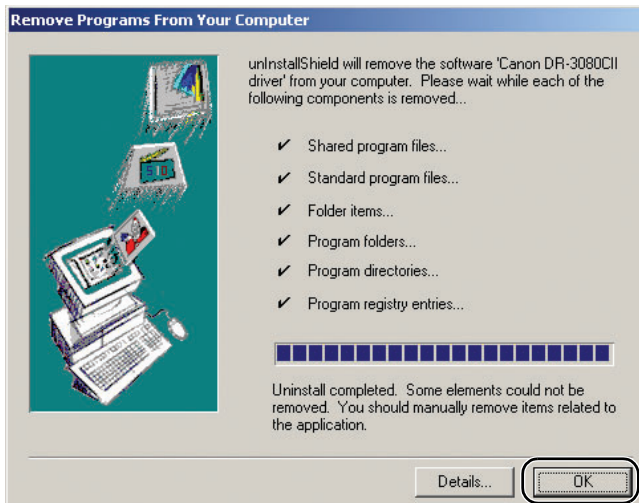 Remove Programs From Your Computer
unInstallShield will remove the software 'Canon DR-3080CII
driver' from your computer. Please wait while each of the
following components is removed...
✔ Shared program files...
✔ Standard program files...
✔ Folder items...
✔ Program folders...
✔ Program directories...
✔ Program registry entries...
Uninstall completed. Some elements could not be
removed. You should manually remove items related to
the application.
Details...
OK